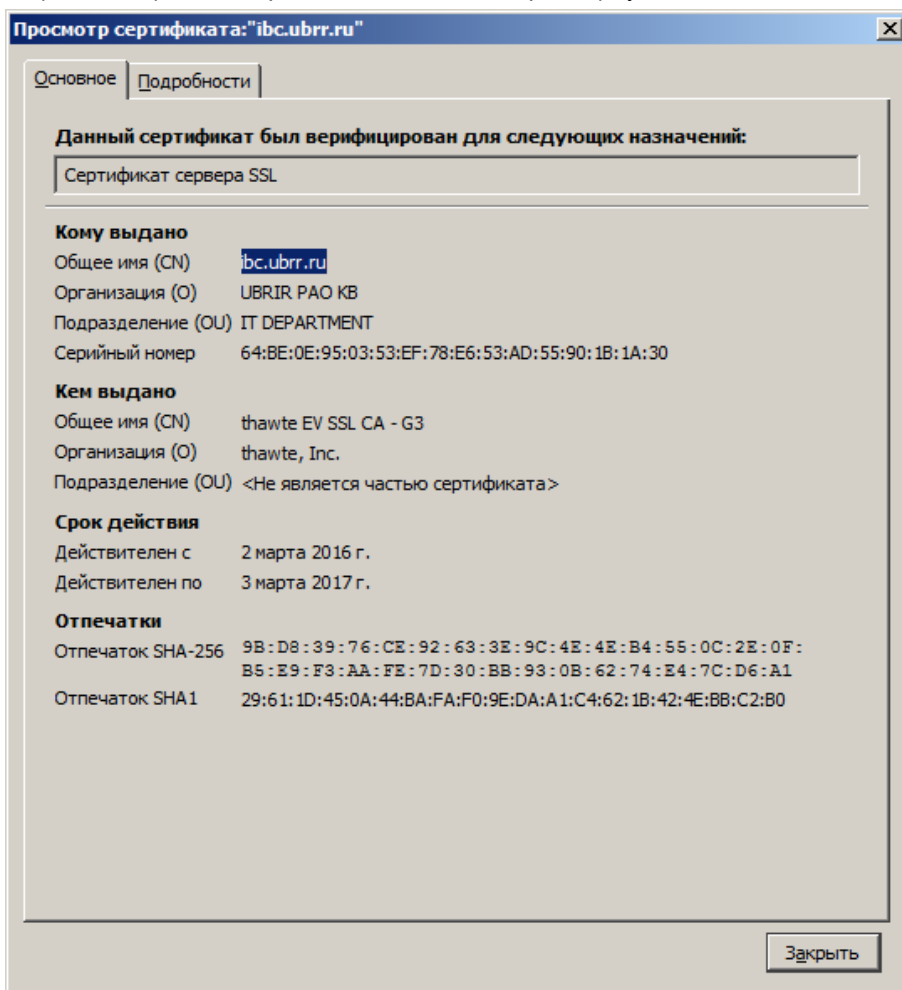 Просмотр сертификата:"ibc.ubrr.ru"
Основное Подробности
Данный сертификат был верифицирован для следующих назначений:
Сертификат сервера SSL
Кому выдано
Общее имя (CN) ibc.ubrr.ru
Организация (O) UBRIR PAO KB
Подразделение (OU) IT DEPARTMENT
Серийный номер 64:BE:0E:95:03:53:EF:78:E6:53:AD:55:90:1B:1A:30
Кем выдано
Общее имя (CN) thawte EV SSL CA - G3
Организация (O) thawte, Inc.
Подразделение (OU) <Не является частью сертификата>
Срок действия
Действителен с 2 марта 2016 г.
Действителен по 3 марта 2017 г.
Отпечатки
Отпечаток SHA-256 9B:D8:39:76:CE:92:63:3E:9C:4E:4E:B4:55:0C:2E:0F:
B5:E9:F3:AA:FE:7D:30:BB:93:0B:62:74:E4:7C:D6:A1
Отпечаток SHA1 29:61:1D:45:0A:44:BA:FA:F0:9E:DA:A1:C4:62:1B:42:4E:BB:C2:B0
Закрыть